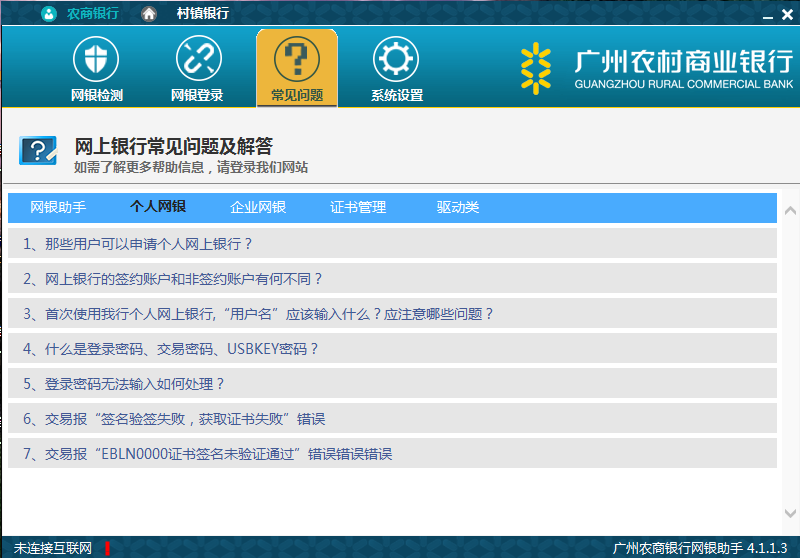 农商银行 村镇银行
网银检测 网银登录 常见问题 系统设置
广州农村商业银行
GUANGZHOU RURAL COMMERCIAL BANK
网上银行常见问题及解答
如需了解更多帮助信息，请登录我们网站
网银助手 个人网银 企业网银 证书管理 驱动类
1、那些用户可以申请个人网上银行？
2、网上银行的签约账户和非签约账户有何不同？
3、首次使用我行个人网上银行,“用户名”应该输入什么？应注意哪些问题？
4、什么是登录密码、交易密码、USBKEY密码？
5、登录密码无法输入如何处理？
6、交易报“签名验签失败，获取证书失败”错误
7、交易报“EBLN0000证书签名未验证通过”错误错误错误
未连接互联网 广州农商银行网银助手 4.1.1.3